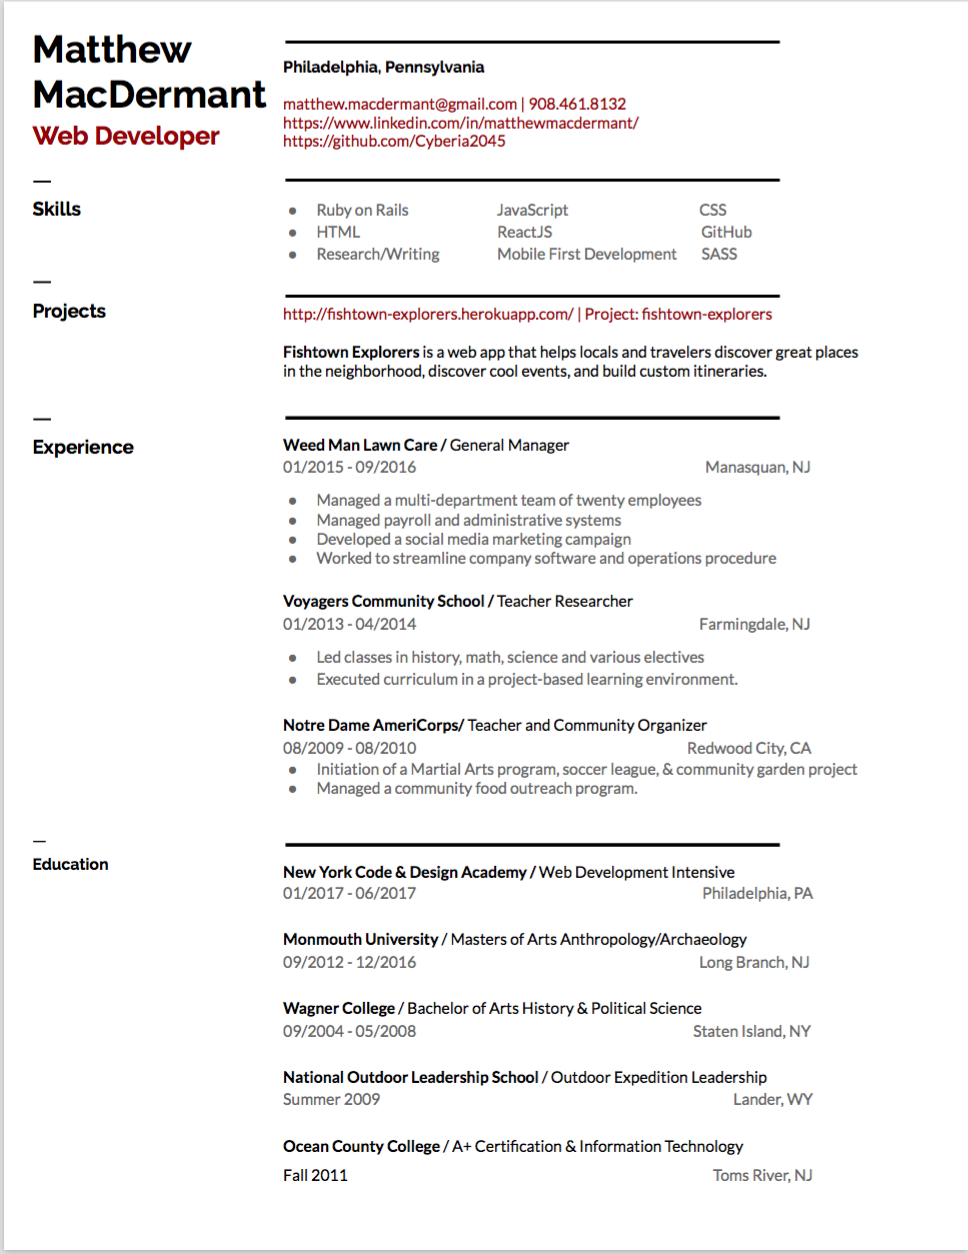 Matthew
MacDermant
Web Developer
Philadelphia, Pennsylvania
matthew.macdermant@gmail.com | 908.461.8132
https://www.linkedin.com/in/matthewmacdermant/
https://github.com/Cyberia2045
—
Skills
● Ruby on Rails JavaScript CSS
● HTML ReactJS GitHub
● Research/Writing Mobile First Development SASS
—
Projects
http://fishtown-explorers.herokuapp.com/ | Project: fishtown-explorers
Fishtown Explorers is a web app that helps locals and travelers discover great places
in the neighborhood, discover cool events, and build custom itineraries.
—
Experience
Weed Man Lawn Care / General Manager
01/2015 - 09/2016 Manasquan, NJ
● Managed a multi-department team of twenty employees
● Managed payroll and administrative systems
● Developed a social media marketing campaign
● Worked to streamline company software and operations procedure
Voyagers Community School / Teacher Researcher
01/2013 - 04/2014 Farmingdale, NJ
● Led classes in history, math, science and various electives
● Executed curriculum in a project-based learning environment.
Notre Dame AmeriCorps/ Teacher and Community Organizer
08/2009 - 08/2010 Redwood City, CA
● Initiation of a Martial Arts program, soccer league, & community garden project
● Managed a community food outreach program.
—
Education
New York Code & Design Academy / Web Development Intensive
01/2017 - 06/2017 Philadelphia, PA
Monmouth University / Masters of Arts Anthropology/Archaeology
09/2012 - 12/2016 Long Branch, NJ
Wagner College / Bachelor of Arts History & Political Science
09/2004 - 05/2008 Staten Island, NY
National Outdoor Leadership School / Outdoor Expedition Leadership
Summer 2009 Lander, WY
Ocean County College / A+ Certification & Information Technology
Fall 2011 Toms River, NJ